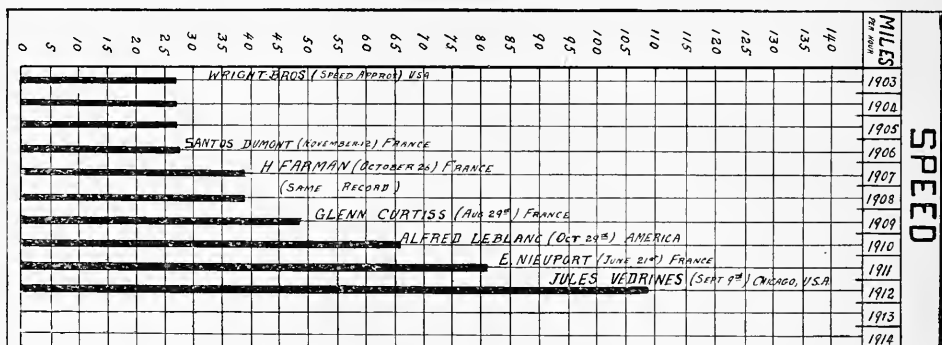 0 5 10 15 20 25 30 35 40 45 50 55 60 65 70 75 80 85 90 95 100 105 110 115 120 125 130 135 140
MILES
PER HOUR
SPEED
WRIGHT BROS (SPEED APPROX) USA
1903
1904
1905
SANTOS DUMONT (NOVEMBER 12) FRANCE
1906
H FARMAN (OCTOBER 26) FRANCE
1907
(SAME RECORD)
1908
GLENN CURTISS (AUG 29TH) FRANCE
1909
ALFRED LEBLANC (OCT 29TH) AMERICA
1910
E. NIEUPORT (JUNE 21ST) FRANCE
1911
JULES VEDRINES (SEPT 9TH) CHICAGO, U.S.A.
1912
1913
1914